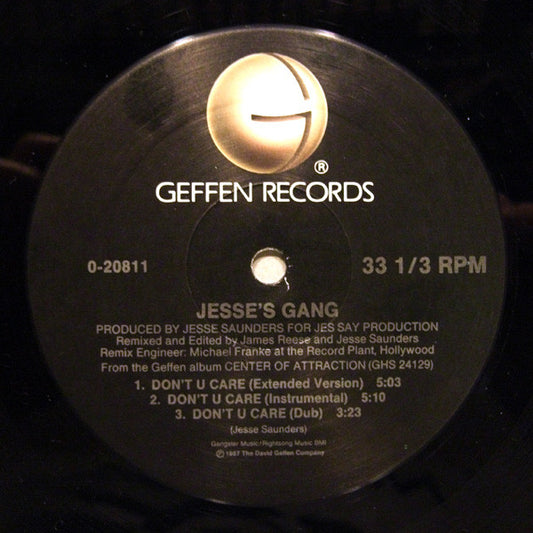 ®
GEFFEN RECORDS
0-20811
33 1/3 RPM
JESSE'S GANG
PRODUCED BY JESSE SAUNDERS FOR JES SAY PRODUCTION
Remixed and Edited by James Reese and Jesse Saunders
Remix Engineer: Michael Franke at the Record Plant, Hollywood
From the Geffen album CENTER OF ATTRACTION (GHS 24129)
1. DON'T U CARE (Extended Version) 5:03
2. DON'T U CARE (Instrumental) 5:10
3. DON'T U CARE (Dub) 3:23
(Jesse Saunders)
Gangster Music/Rightsong Music BMI
℗ 1987 The David Geffen Company